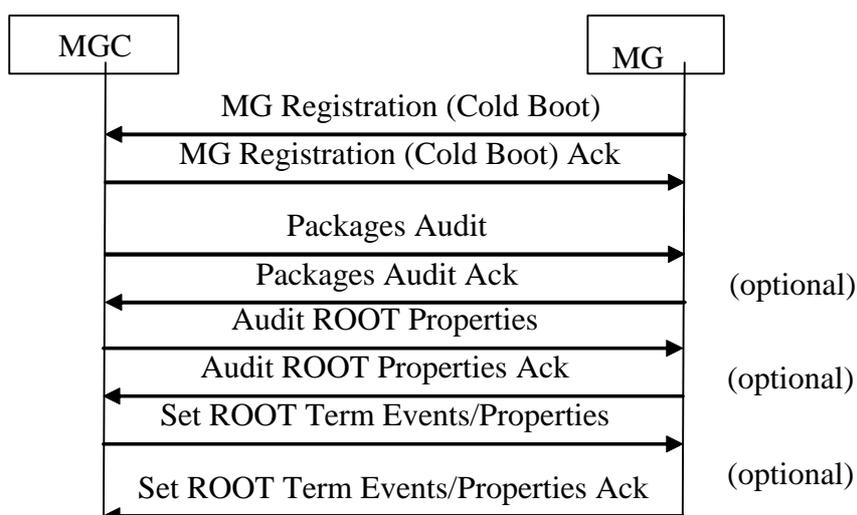 MGC
MG
MG Registration (Cold Boot)
MG Registration (Cold Boot) Ack
Packages Audit
Packages Audit Ack
(optional)
Audit ROOT Properties
Audit ROOT Properties Ack
(optional)
Set ROOT Term Events/Properties
(optional)
Set ROOT Term Events/Properties Ack